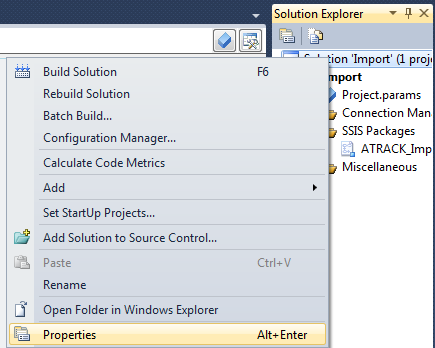 Solution Explorer
Solution 'Import' (1 proje
mport
Project.params
Connection Man
SSIS Packages
ATRACK_Imp
Miscellaneous
Build Solution F6
Rebuild Solution
Batch Build...
Configuration Manager...
Calculate Code Metrics
Add
Set StartUp Projects...
Add Solution to Source Control...
Paste Ctrl+V
Rename
Open Folder in Windows Explorer
Properties Alt+Enter